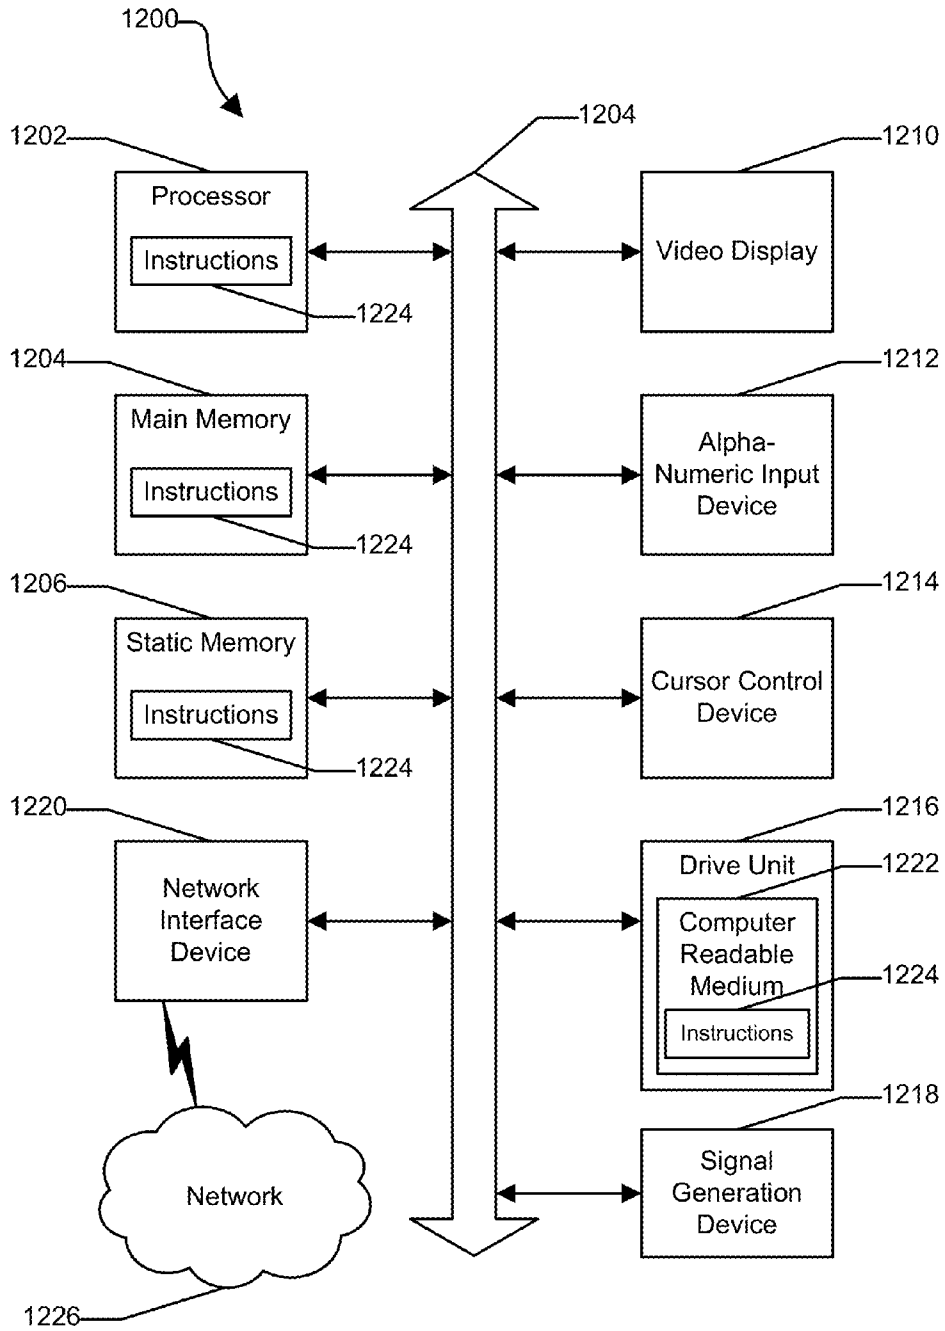 1200
1204
1202
Processor
Instructions
1224
1210
Video Display
1204
Main Memory
Instructions
1224
1212
Alpha-
Numeric Input
Device
1206
Static Memory
Instructions
1224
1214
Cursor Control
Device
1220
Network
Interface
Device
1216
Drive Unit
1222
Computer
Readable
Medium
1224
Instructions
1218
Signal
Generation
Device
Network
1226